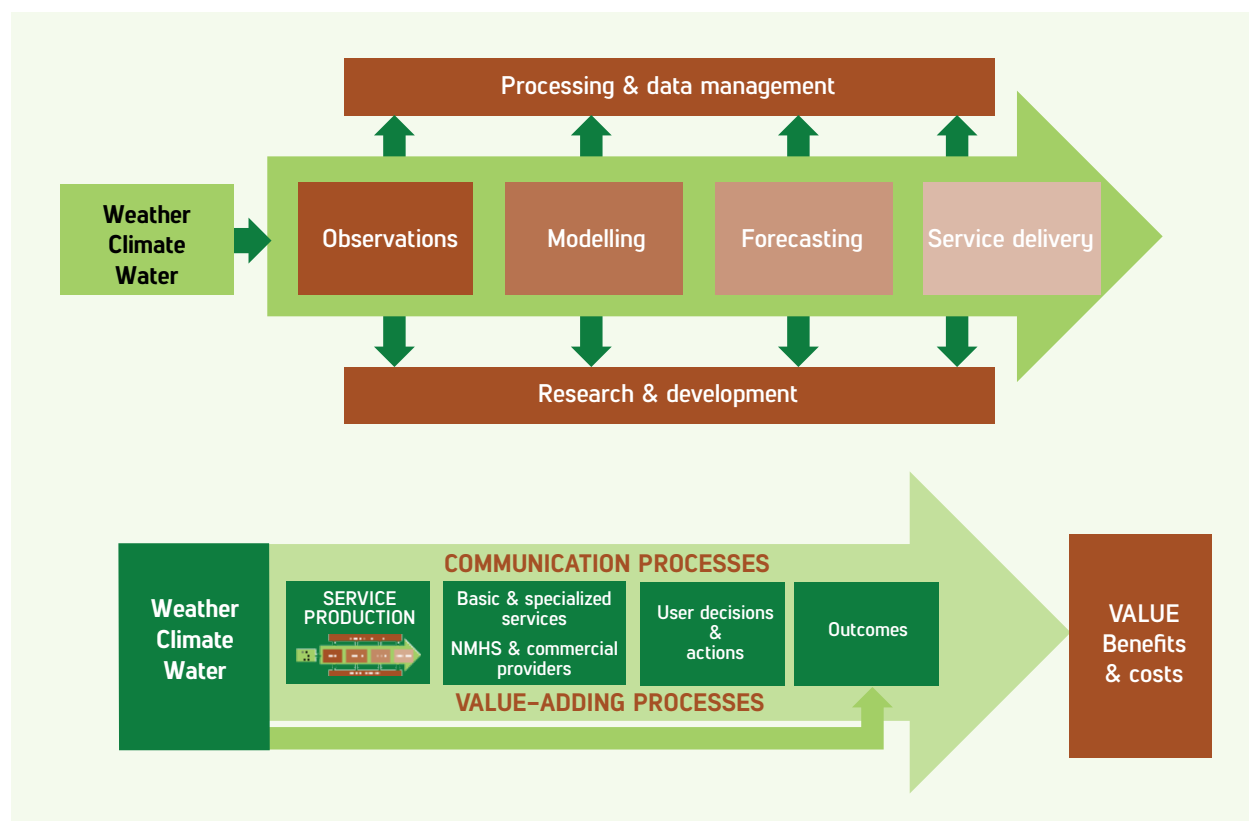 Processing & data management
Weather
Climate
Water
Observations
Modelling
Forecasting
Service delivery
Research & development
COMMUNICATION PROCESSES
Weather
Climate
Water
SERVICE
PRODUCTION
Basic & specialized
services
NMHS & commercial
providers
User decisions
&
actions
Outcomes
VALUE
Benefits
& costs
VALUE–ADDING PROCESSES